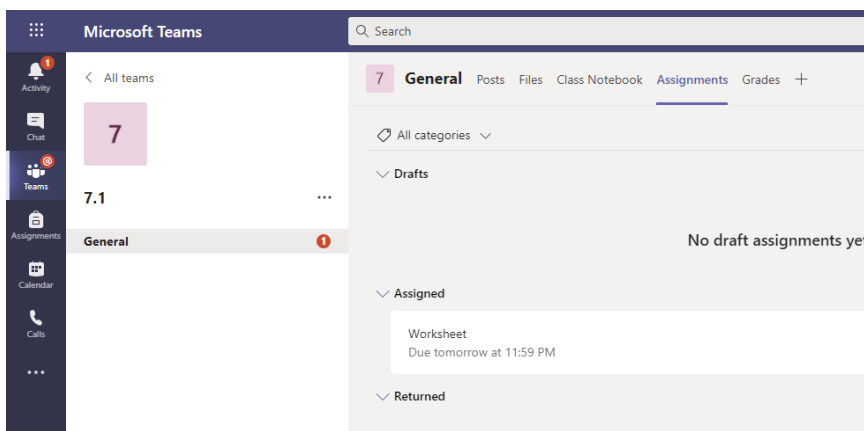 Microsoft Teams
Search
Activity
1
Chat
@
Teams
Assignments
Calendar
Calls
All teams
7
7.1
General
1
7
General Posts Files Class Notebook Assignments Grades
All categories
Drafts
No draft assignments yet
Assigned
Worksheet
Due tomorrow at 11:59 PM
Returned